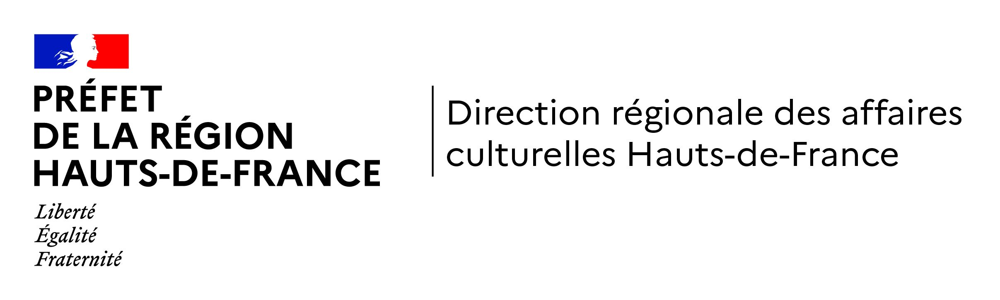 PRÉFET
DE LA RÉGION
HAUTS-DE-FRANCE
Liberté
Égalité
Fraternité
Direction régionale des affaires
culturelles Hauts-de-France